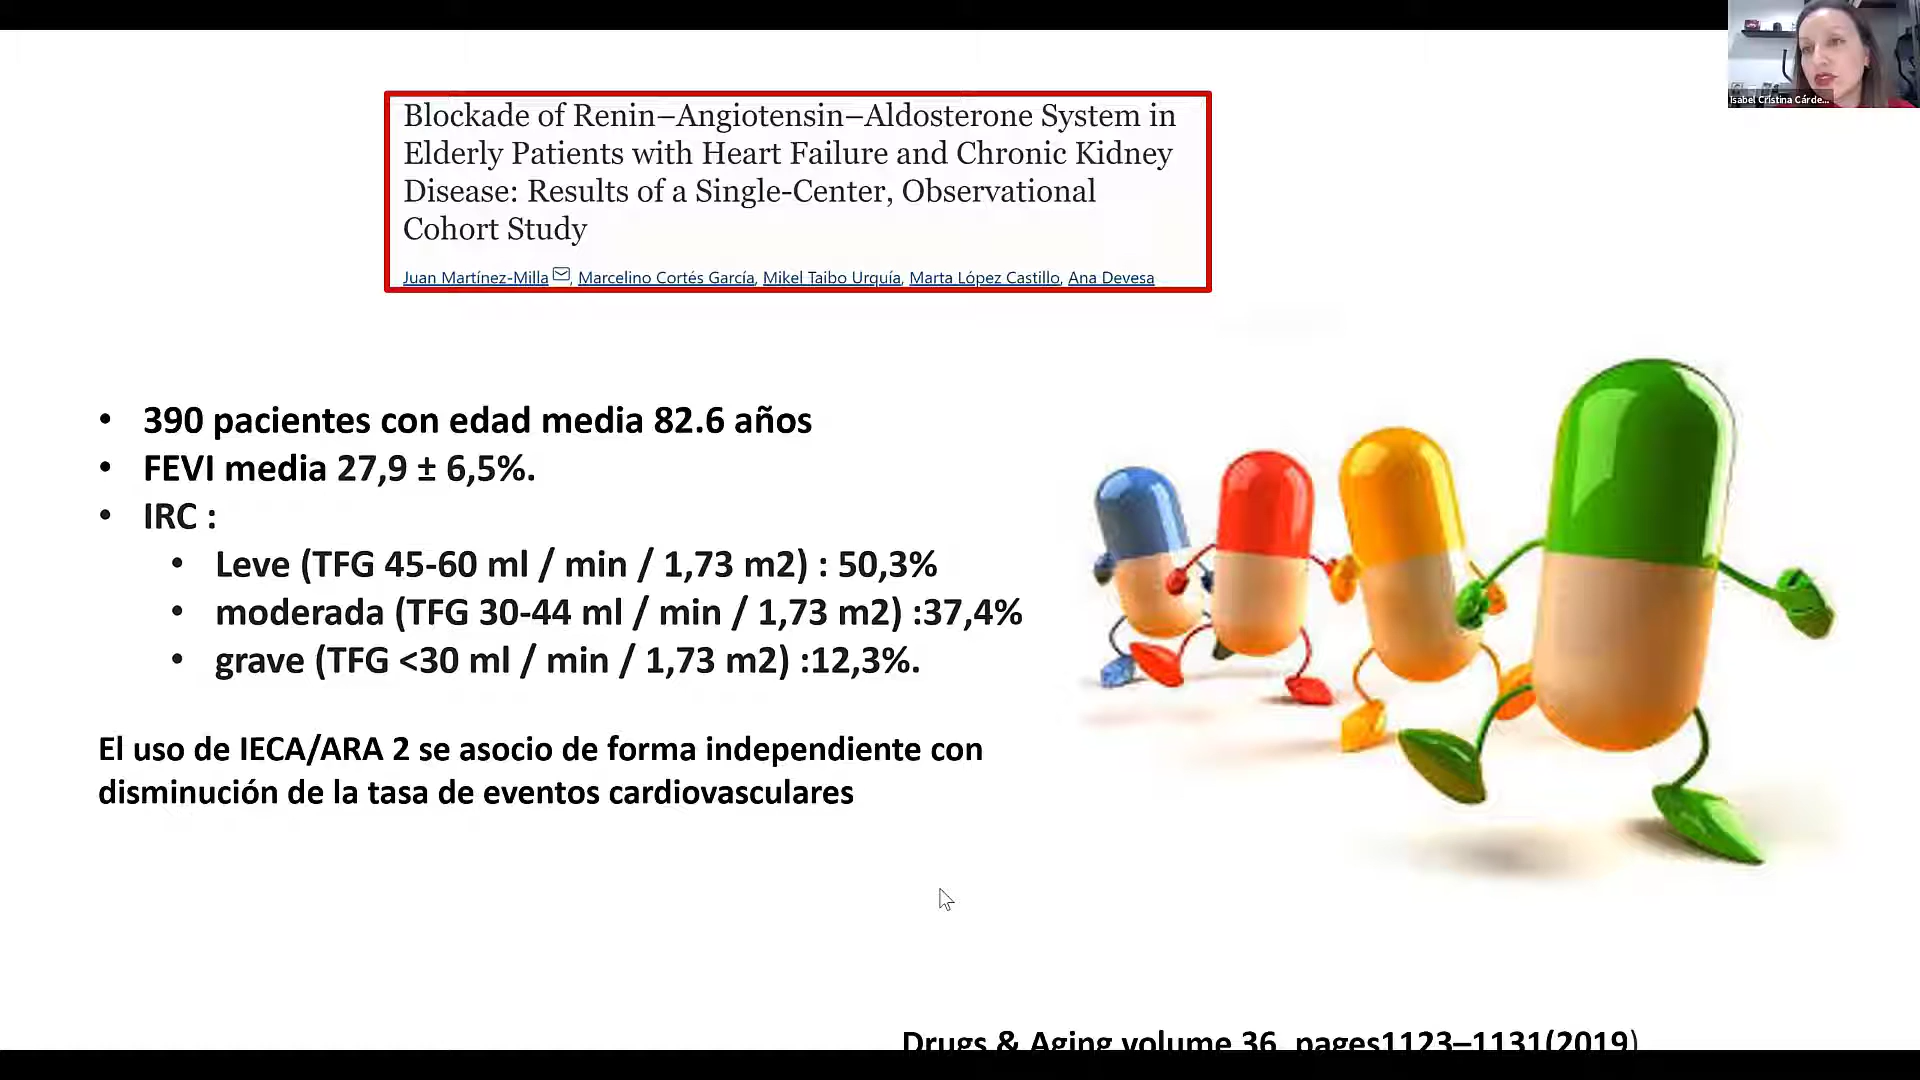 Isabel Cristina Cárde...
Blockade of Renin–Angiotensin–Aldosterone System in
Elderly Patients with Heart Failure and Chronic Kidney
Disease: Results of a Single-Center, Observational
Cohort Study
Juan Martínez-Milla, Marcelino Cortés García, Mikel Taibo Urquía, Marta López Castillo, Ana Devesa
• 390 pacientes con edad media 82.6 años
• FEVI media 27,9 ± 6,5%.
• IRC :
• Leve (TFG 45-60 ml / min / 1,73 m2) : 50,3%
• moderada (TFG 30-44 ml / min / 1,73 m2) :37,4%
• grave (TFG <30 ml / min / 1,73 m2) :12,3%.
El uso de IECA/ARA 2 se asocio de forma independiente con
disminución de la tasa de eventos cardiovasculares
Drugs & Aging volume 36, pages1123–1131(2019)